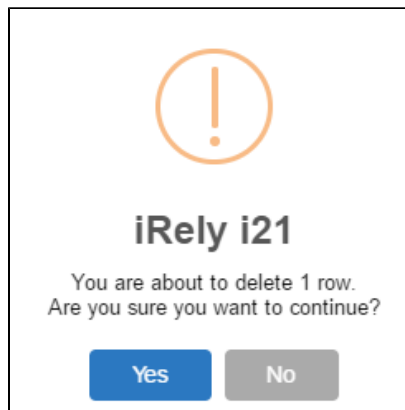 iRely i21
You are about to delete 1 row.
Are you sure you want to continue?
Yes No